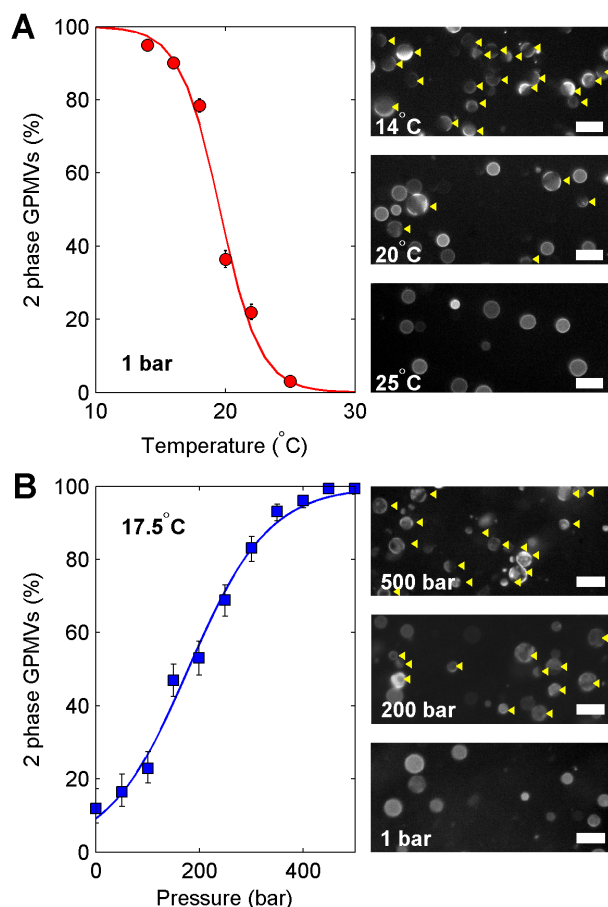 A
100
80
60
40
20
0
2 phase GPMVs (%)
1 bar
10
20
30
Temperature (°C)
14°C
20°C
25°C
B
17.5°C
100
80
60
40
20
0
2 phase GPMVs (%)
0
200
400
Pressure (bar)
500 bar
200 bar
1 bar